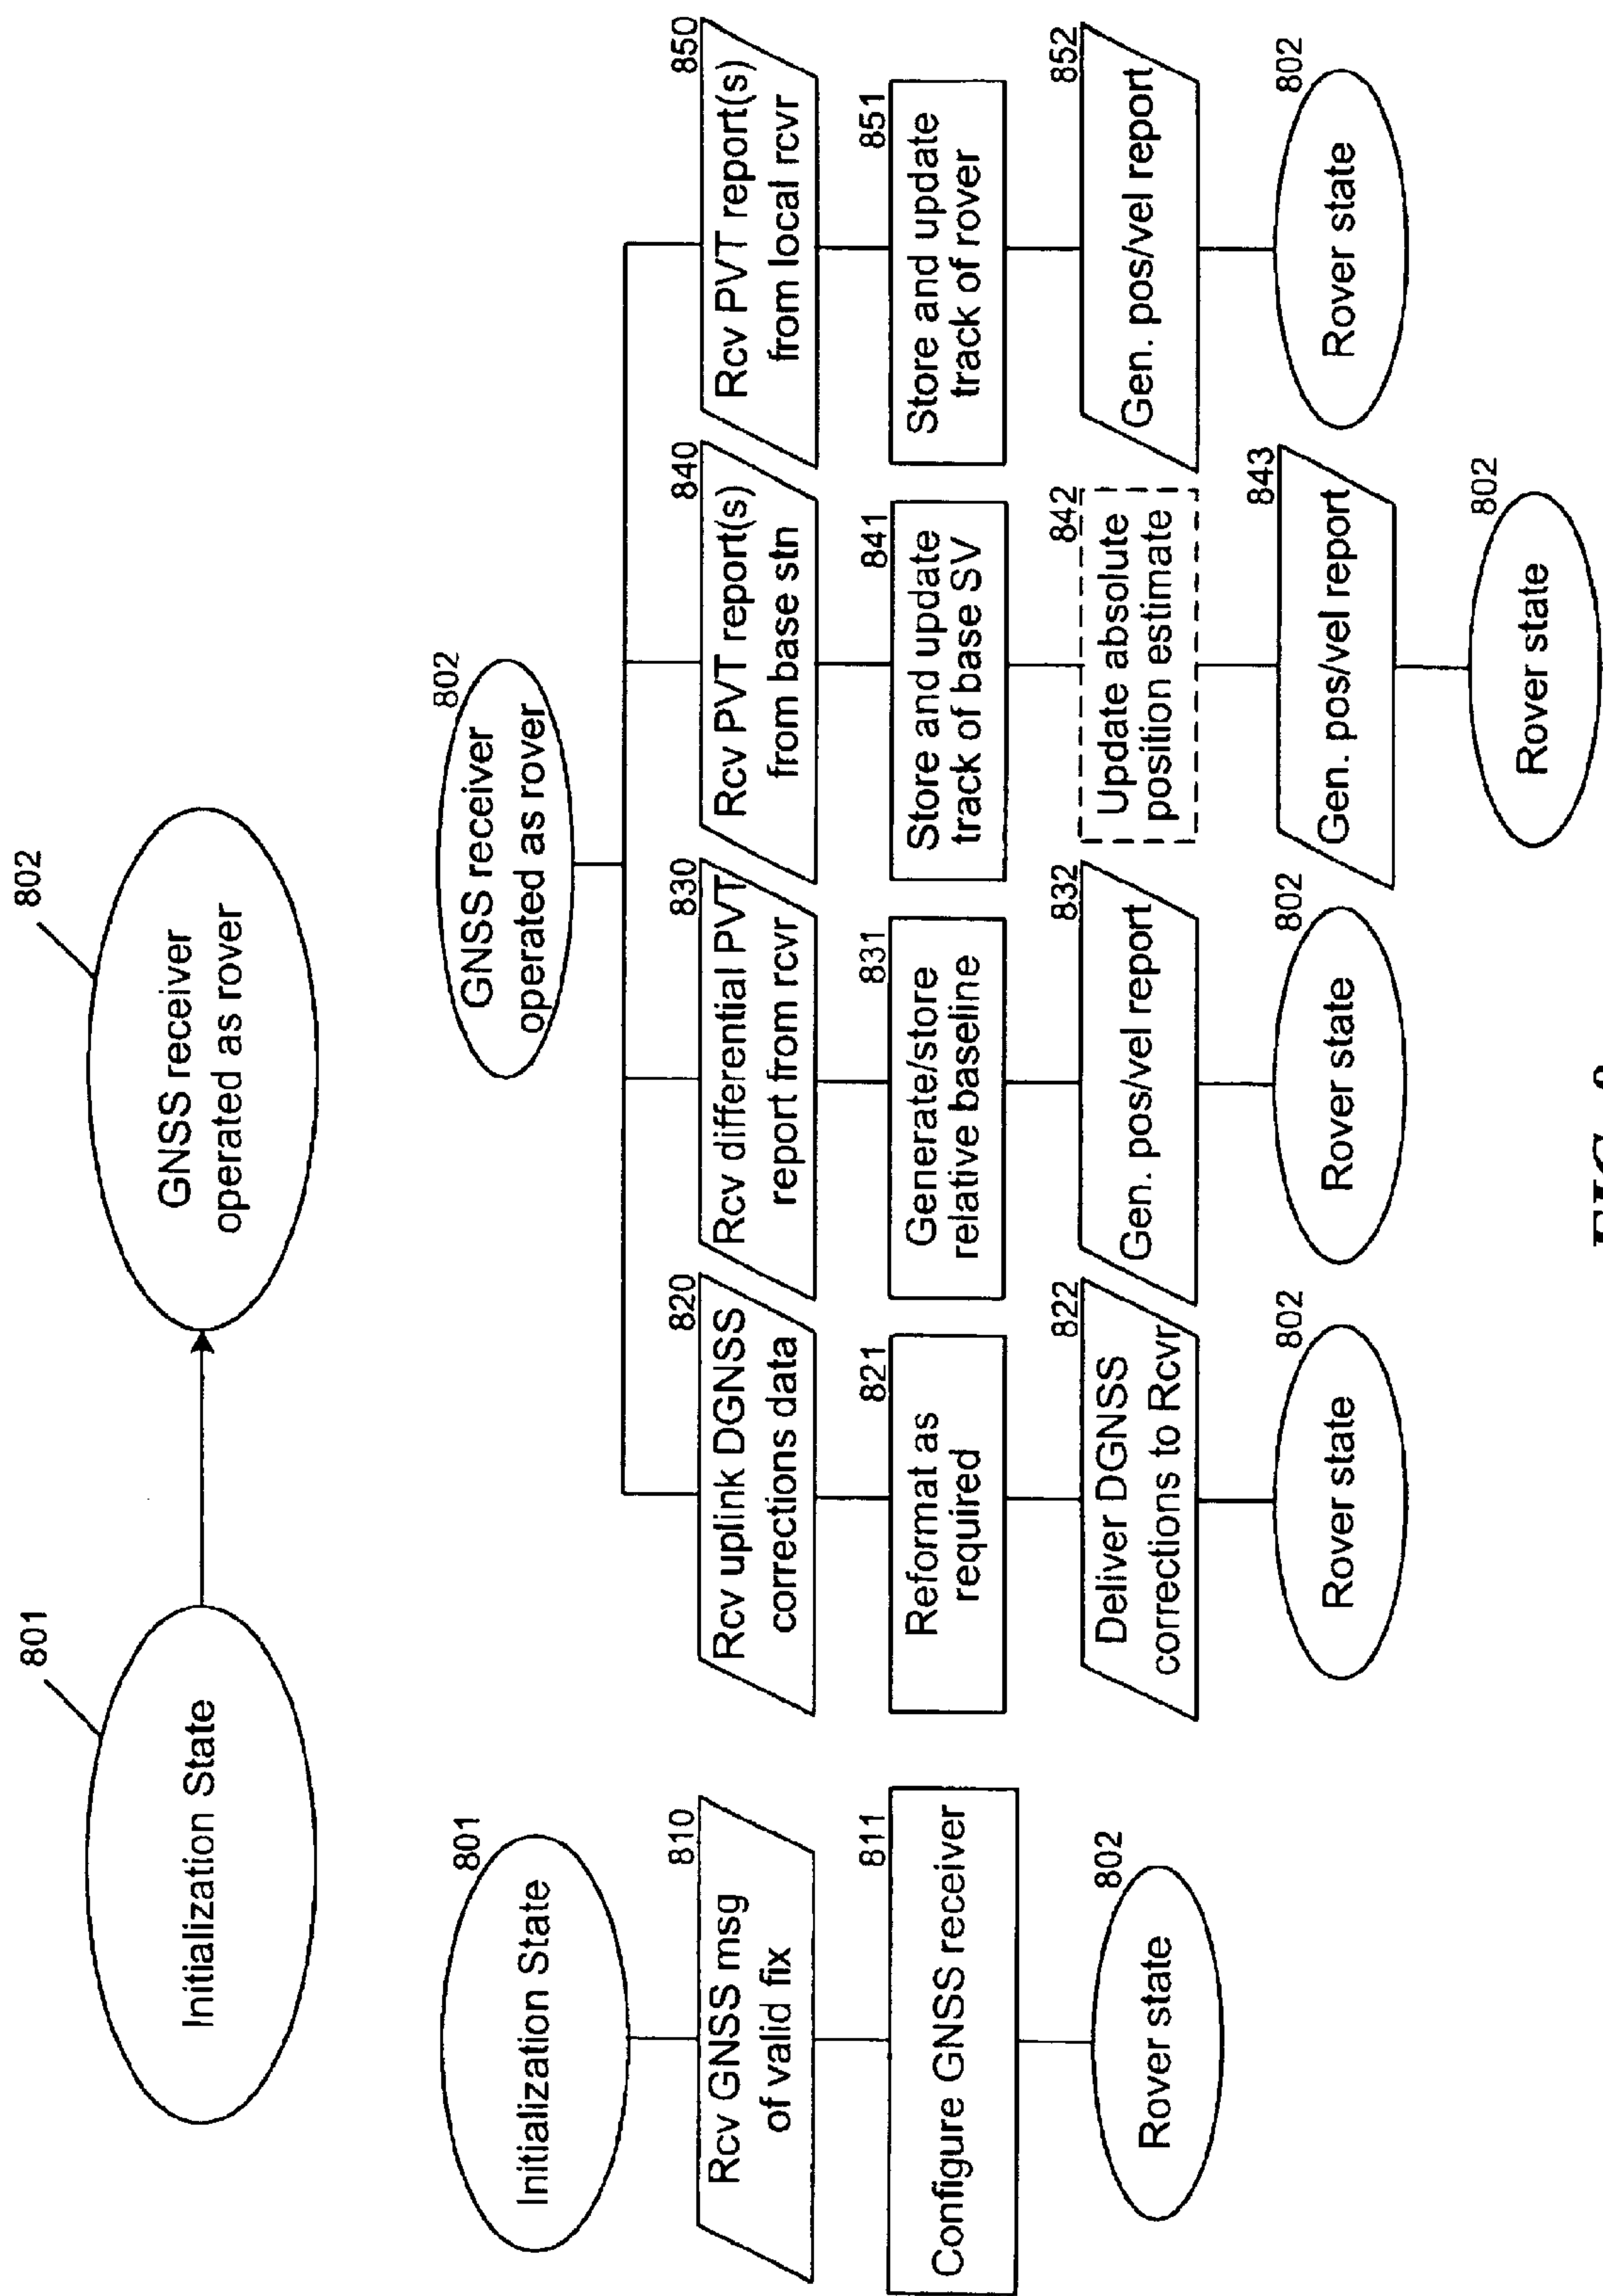 801
802
Initialization State
GNSS receiver
operated as rover
801
Initialization State
810
Rcv GNSS msg
of valid fix
811
Configure GNSS receiver
802
Rover state
802
GNSS receiver
operated as rover
820
Rcv uplink DGNSS
corrections data
821
Reformat as
required
822
Deliver DGNSS
corrections to Rcvr
802
Rover state
830
Rcv differential PVT
report from rcvr
831
Generate/store
relative baseline
832
Gen. pos/vel report
802
Rover state
840
Rcv PVT report(s)
from base stn
841
Store and update
track of base SV
842
Update absolute
position estimate
843
Gen. pos/vel report
802
Rover state
850
Rcv PVT report(s)
from local rcvr
851
Store and update
track of rover
852
Gen. pos/vel report
802
Rover state
FIG.